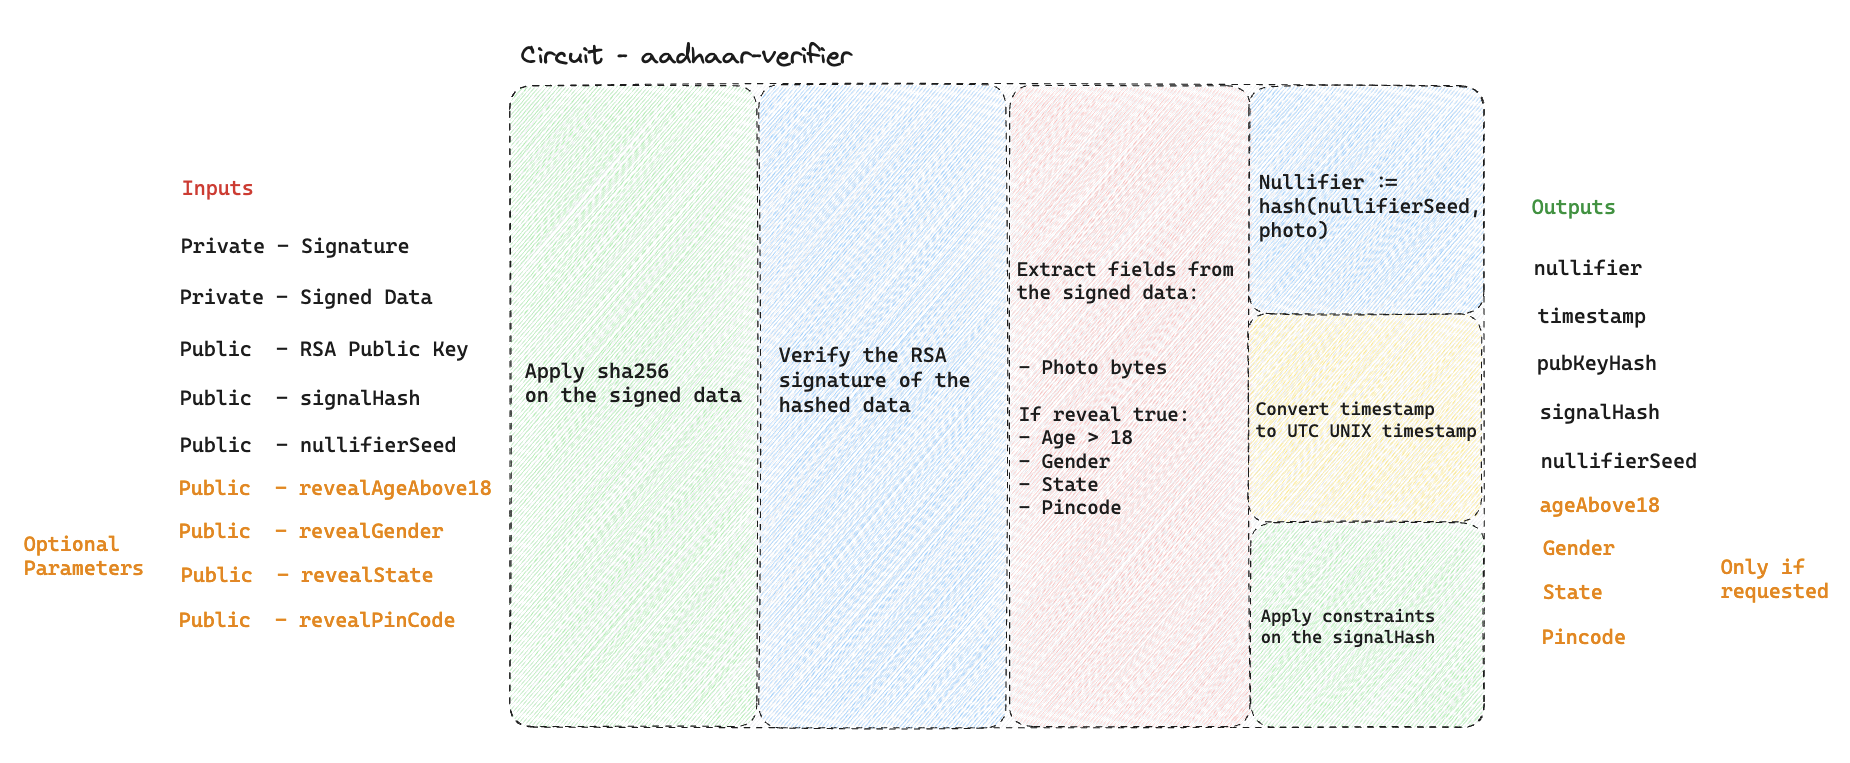 Circuit - aadhaar-verifier
Inputs
Private - Signature
Private - Signed Data
Public - RSA Public Key
Public - signalHash
Public - nullifierSeed
Public - revealAgeAbove18
Public - revealGender
Public - revealState
Public - revealPinCode
Optional
Parameters
Apply sha256
on the signed data
Verify the RSA
signature of the
hashed data
Extract fields from
the signed data:
- Photo bytes
If reveal true:
- Age > 18
- Gender
- State
- Pincode
Nullifier :=
hash(nullifierSeed,
photo)
Convert timestamp
to UTC UNIX timestamp
Apply constraints
on the signalHash
Outputs
nullifier
timestamp
pubKeyHash
signalHash
nullifierSeed
ageAbove18
Gender
State
Pincode
Only if
requested